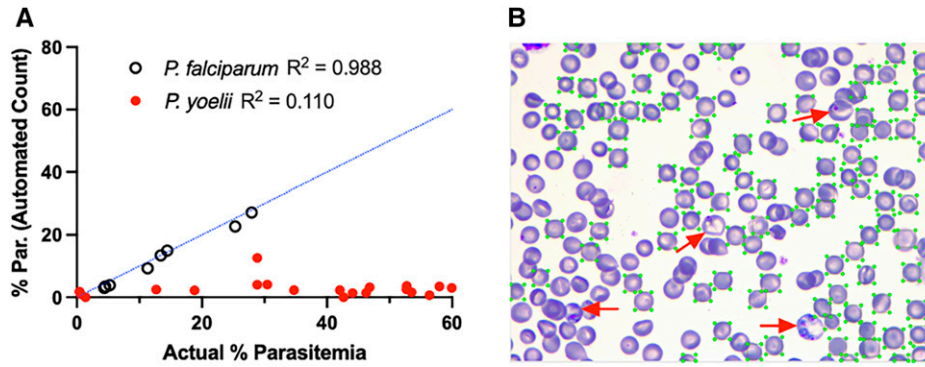 A
B
80
P. falciparum R² = 0.988
P. yoelii R² = 0.110
60
40
20
0
% Par. (Automated Count)
0 20 40 60
Actual % Parasitemia